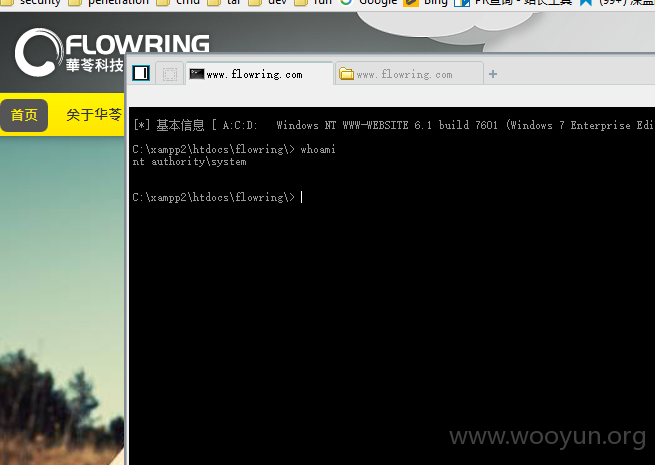 security penetration cmd tar dev fun Google Bing PR查询 - 站长工具 (99+) 深蓝
FLOWRING
華苓科技
www.flowring.com www.flowring.com +
首页 关于华苓
[*] 基本信息 [ A:C:D: Windows NT WWW-WEBSITE 6.1 build 7601 (Windows 7 Enterprise Edi
C:\xampp2\htdocs\flowring\> whoami
nt authority\system
C:\xampp2\htdocs\flowring\>
www.wooyun.org